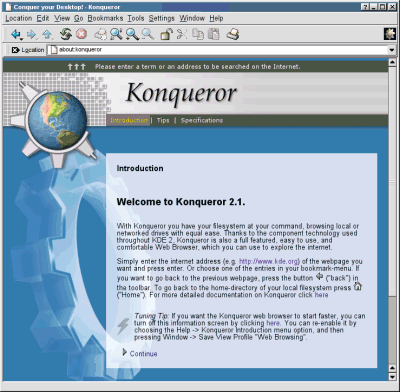 Conquer your Desktop! - Konqueror
Location Edit View Go Bookmarks Tools Settings Window Help
Location about:konqueror
Please enter a term or an address to be searched on the Internet.
Konqueror
Introduction | Tips | Specifications
Introduction
Welcome to Konqueror 2.1.
With Konqueror you have your filesystem at your command, browsing local or
networked drives with equal ease. Thanks to the component technology used
throughout KDE 2, Konqueror is also a full featured, easy to use, and
comfortable Web Browser, which you can use to explore the internet.
Simply enter the internet address (e.g. http://www.kde.org) of the webpage you
want and press enter. Or choose one of the entries in your bookmark-menu. If
you want to go back to the previous webpage, press the button ("back") in
the toolbar. To go back to the home-directory of your local filesystem press
("Home"). For more detailed documentation on Konqueror click here
Tuning Tip: If you want the Konqueror web browser to start faster, you can
turn off this information screen by clicking here. You can re-enable it by
choosing the Help -> Konqueror Introduction menu option, and then
pressing Window -> Save View Profile "Web Browsing".
Continue